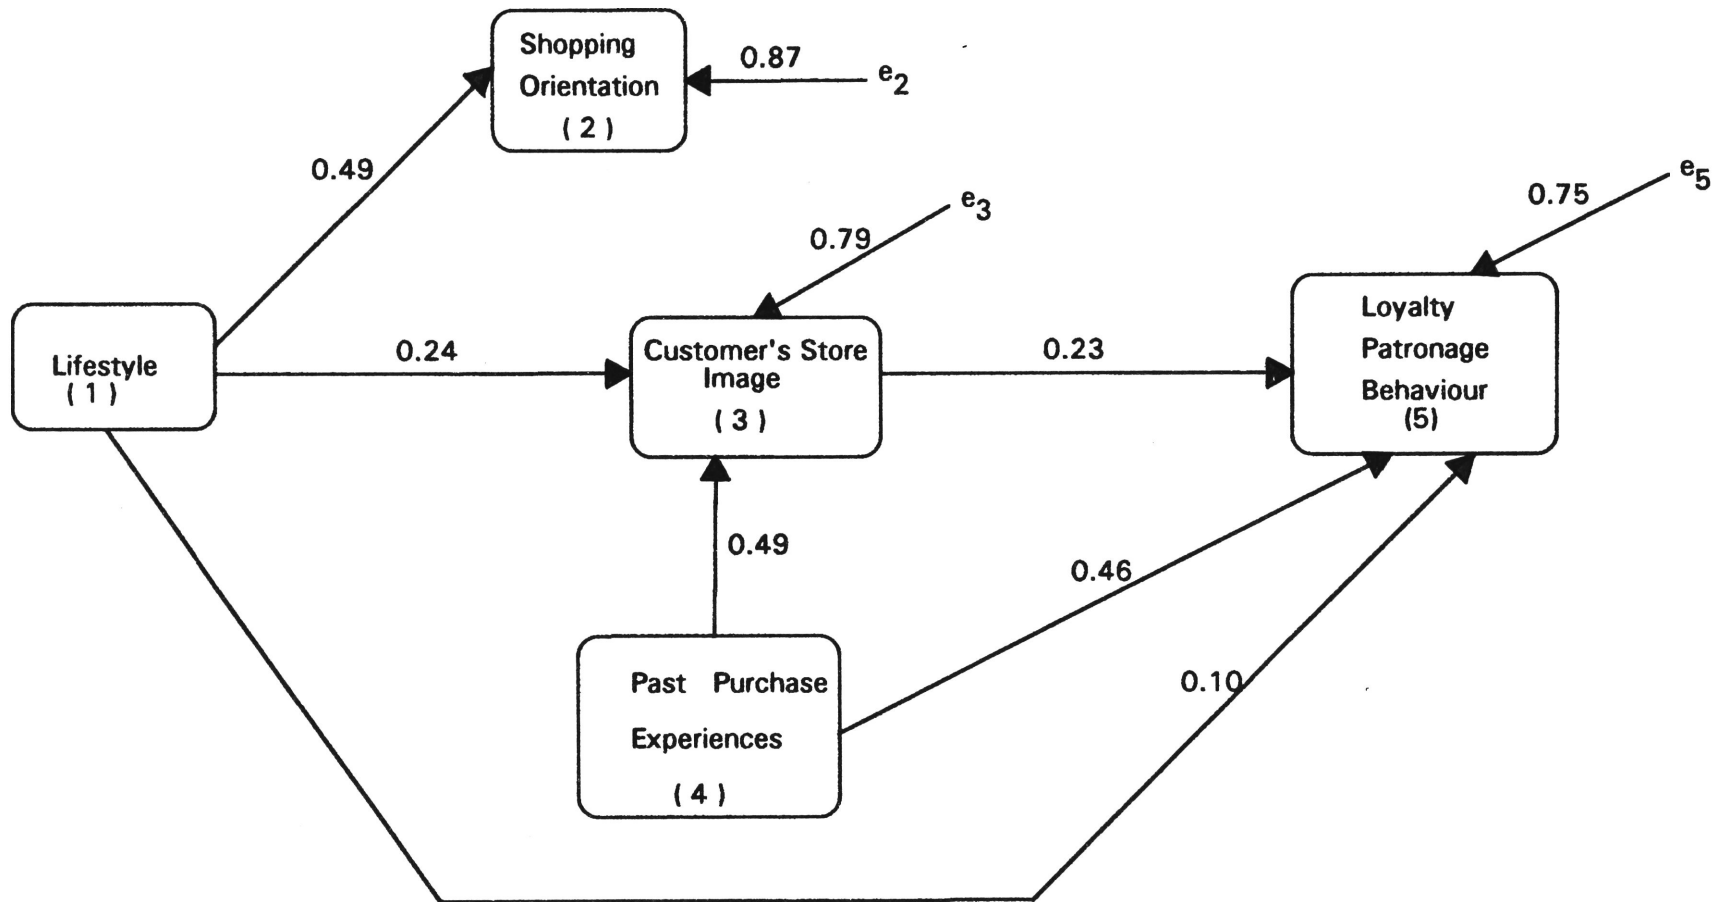 Shopping
Orientation
( 2 )
0.87
e2
0.49
e3
0.79
e5
0.75
Lifestyle
( 1 )
0.24
Customer's Store
Image
( 3 )
0.23
Loyalty
Patronage
Behaviour
(5)
0.49
0.46
Past Purchase
Experiences
( 4 )
0.10